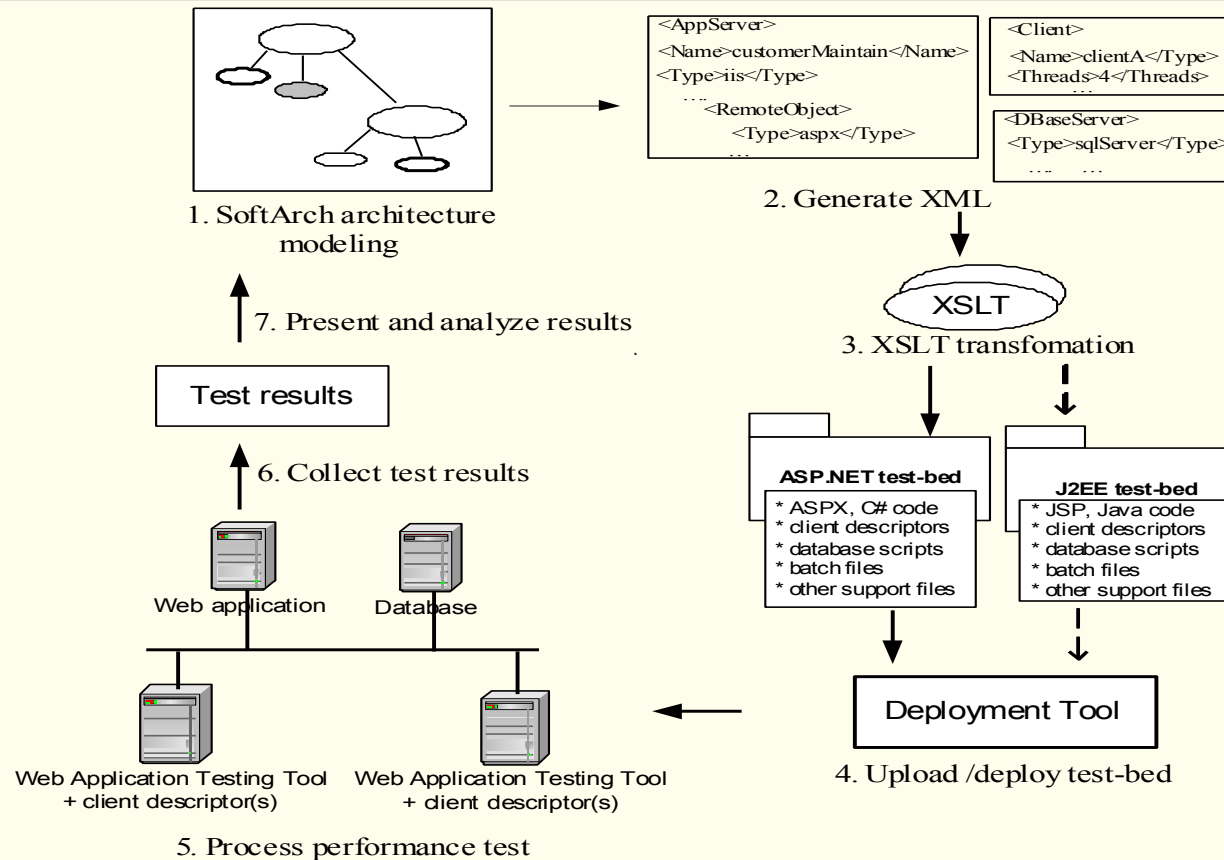 <AppServer>
<Name>customerMaintain</Name>
<Type>iis</Type>
….
<RemoteObject>
<Type>aspx</Type>
…
<Client>
<Name>clientA</Type>
<Threads>4</Threads>
…
<DBaseServer>
<Type>sqlServer</Type>
…. …
1. SoftArch architecture
modeling
2. Generate XML
XSLT
3. XSLT transfomation
7. Present and analyze results
Test results
6. Collect test results
ASP.NET test-bed
* ASPX, C# code
* client descriptors
* database scripts
* batch files
* other support files
J2EE test-bed
* JSP, Java code
* client descriptors
* database scripts
* batch files
* other support files
Web application
Database
Deployment Tool
4. Upload /deploy test-bed
Web Application Testing Tool
+ client descriptor(s)
Web Application Testing Tool
+ client descriptor(s)
5. Process performance test